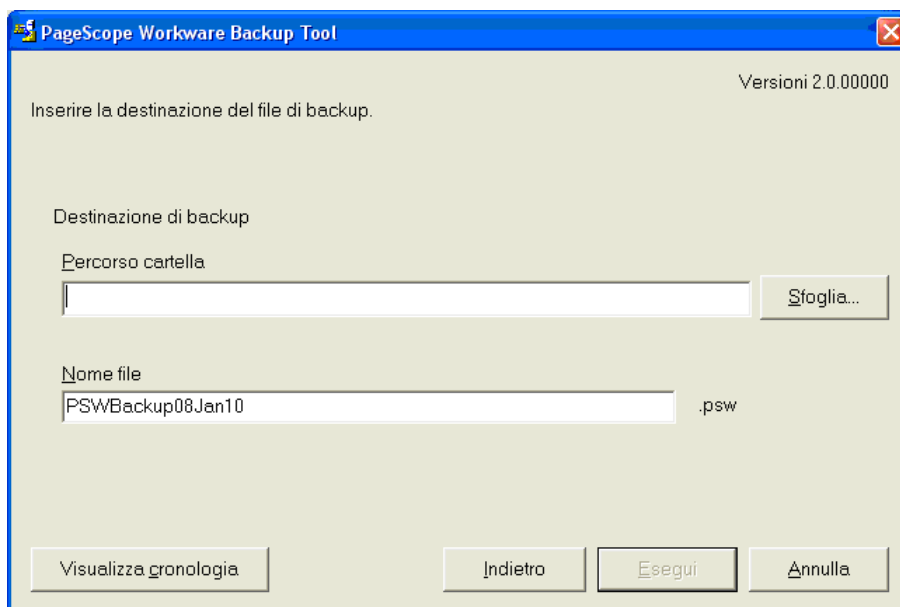 PageScope Workware Backup Tool
Versioni 2.0.00000
Inserire la destinazione del file di backup.
Destinazione di backup
Percorso cartella
Sfoglia...
Nome file
PSWBackup08Jan10
.psw
Visualizza cronologia
Indietro
Esegui
Annulla